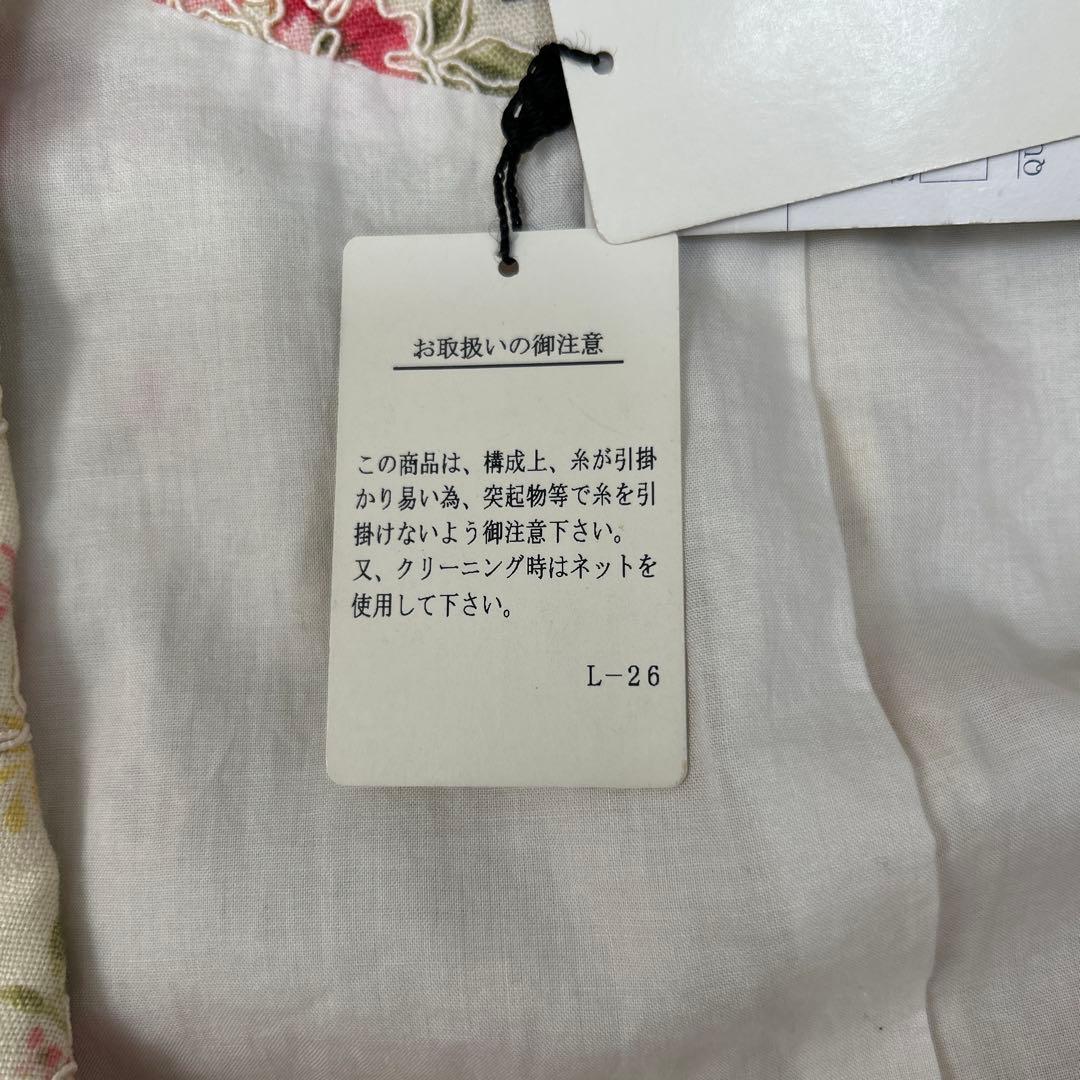 お取扱いの御注意
この商品は、構成上、糸が引掛
かり易い為、突起物等で糸を引
掛けないよう御注意下さい。
又、クリーニング時はネットを
使用して下さい。
L-26